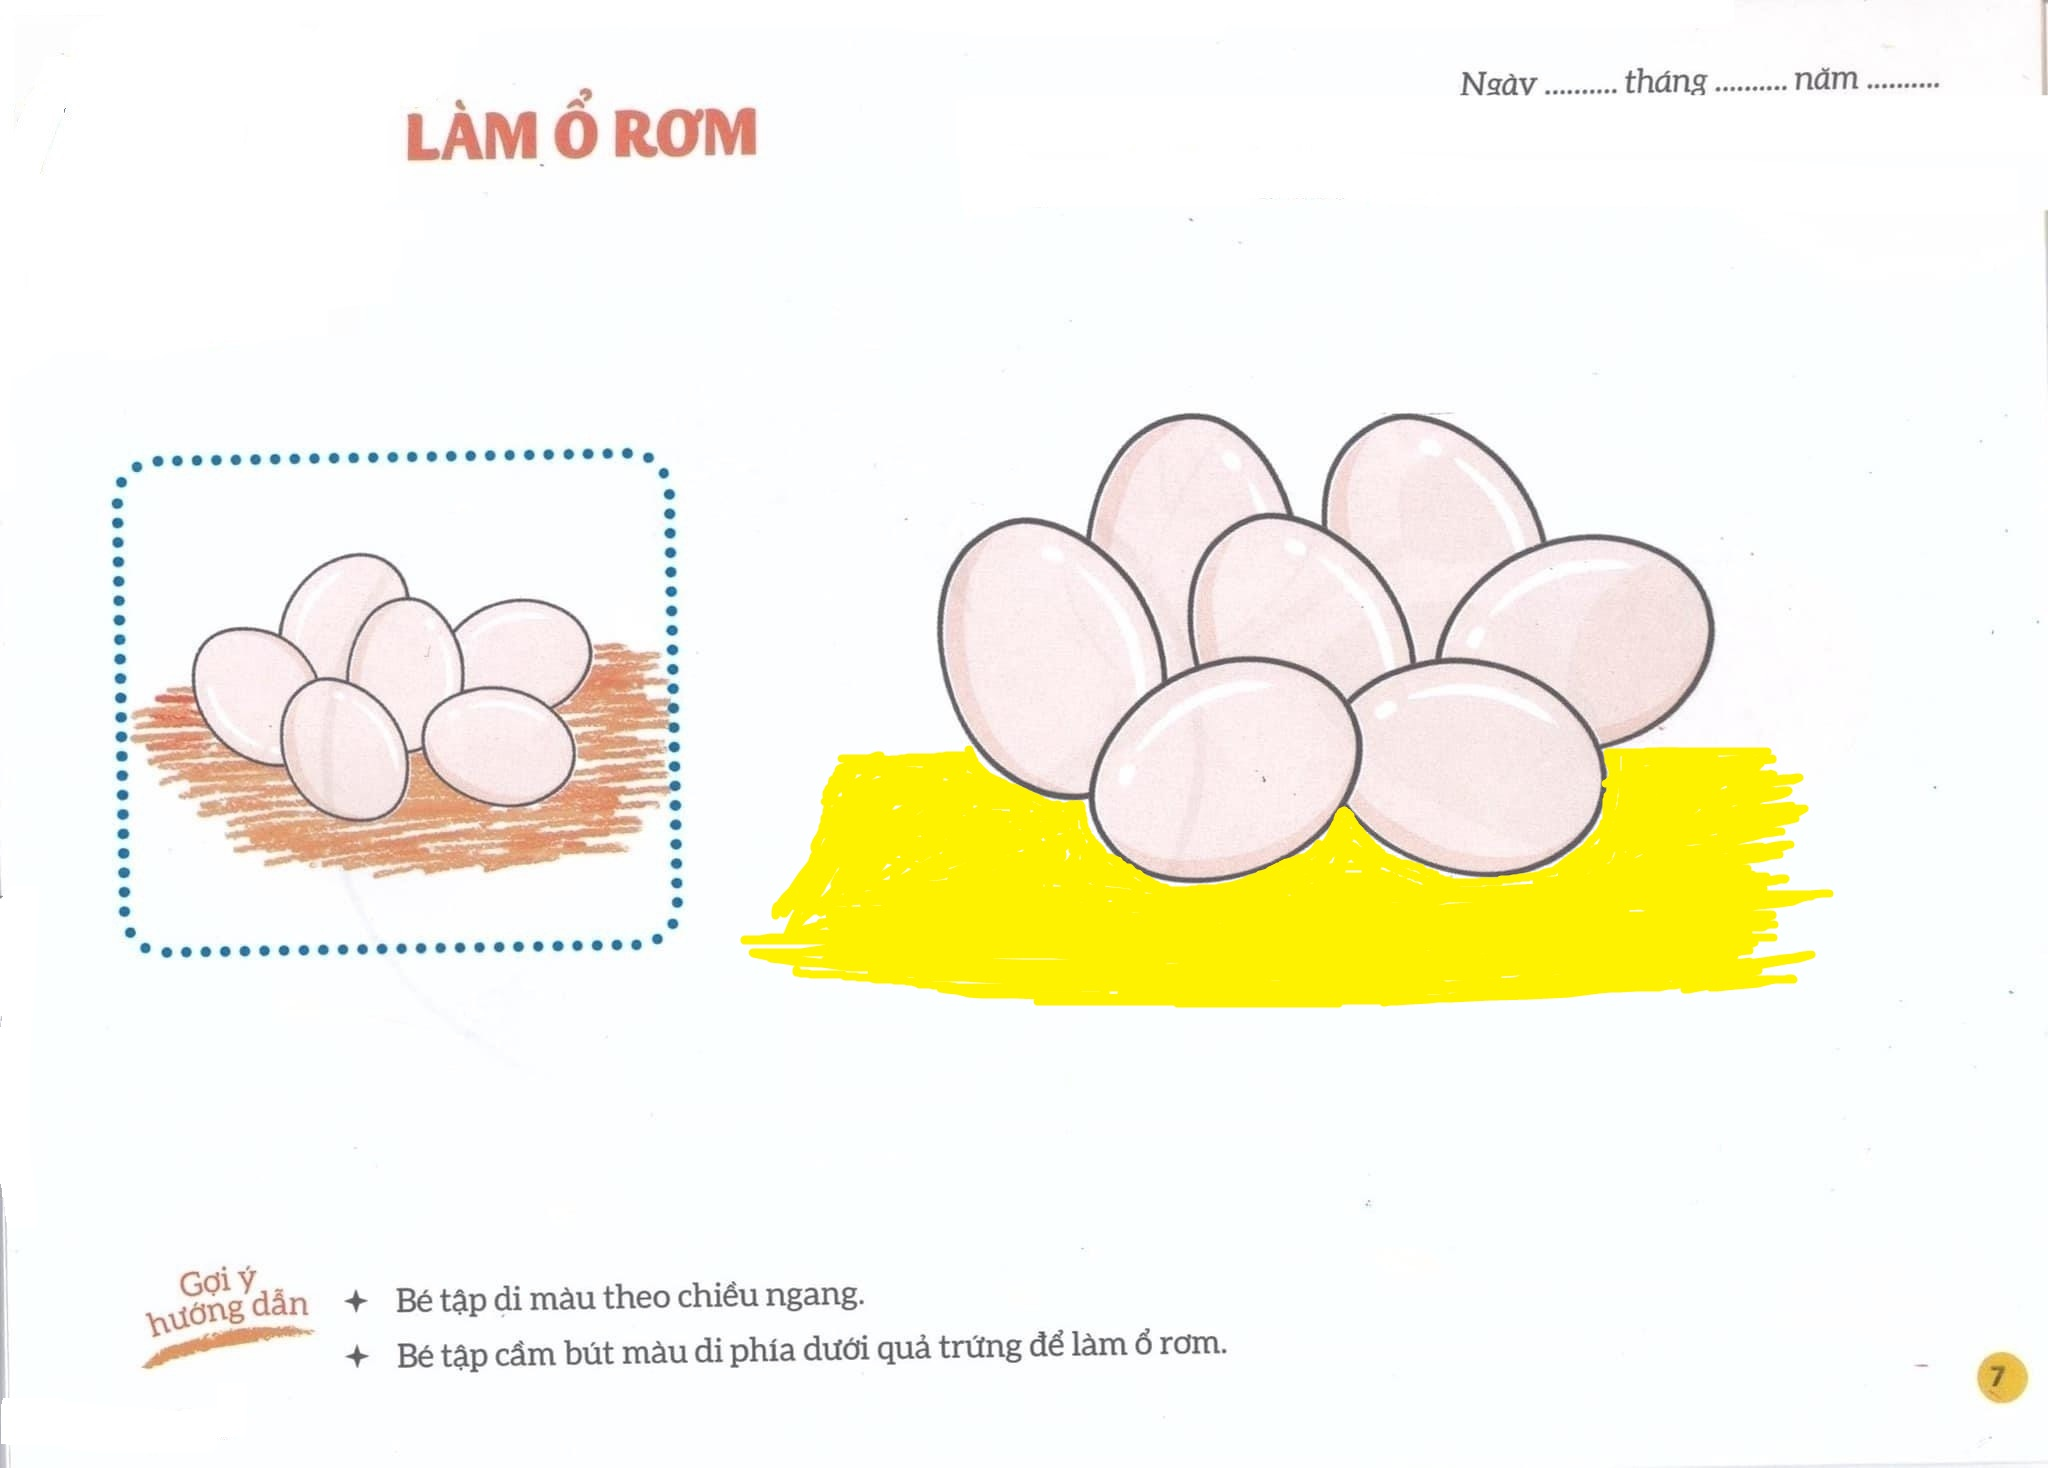 Ngày .......... tháng .......... năm ..........
LÀM Ổ RƠM
Gợi ý
hướng dẫn
Bé tập di màu theo chiều ngang.
Bé tập cầm bút màu di phía dưới quả trứng để làm ổ rơm.
7